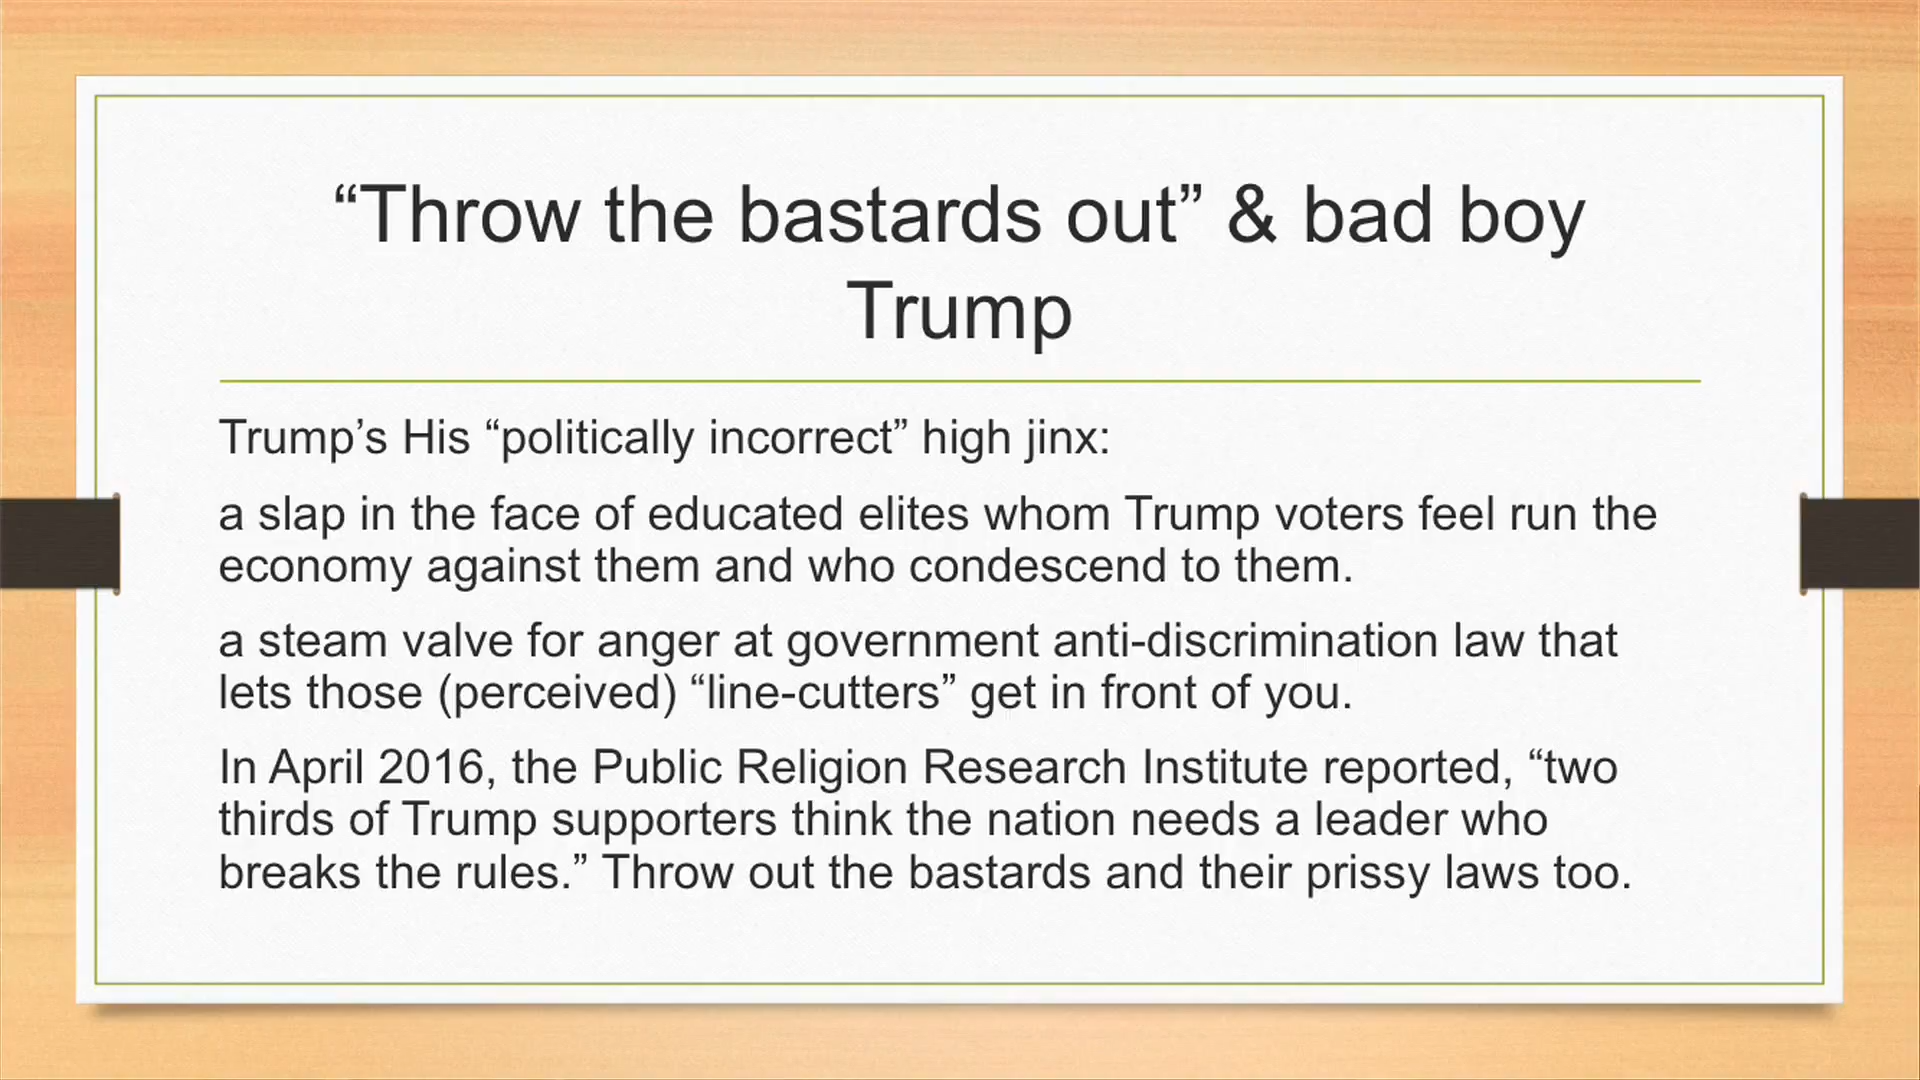 “Throw the bastards out” & bad boy
Trump
Trump’s His “politically incorrect” high jinx:
a slap in the face of educated elites whom Trump voters feel run the
economy against them and who condescend to them.
a steam valve for anger at government anti-discrimination law that
lets those (perceived) “line-cutters” get in front of you.
In April 2016, the Public Religion Research Institute reported, “two
thirds of Trump supporters think the nation needs a leader who
breaks the rules.” Throw out the bastards and their prissy laws too.